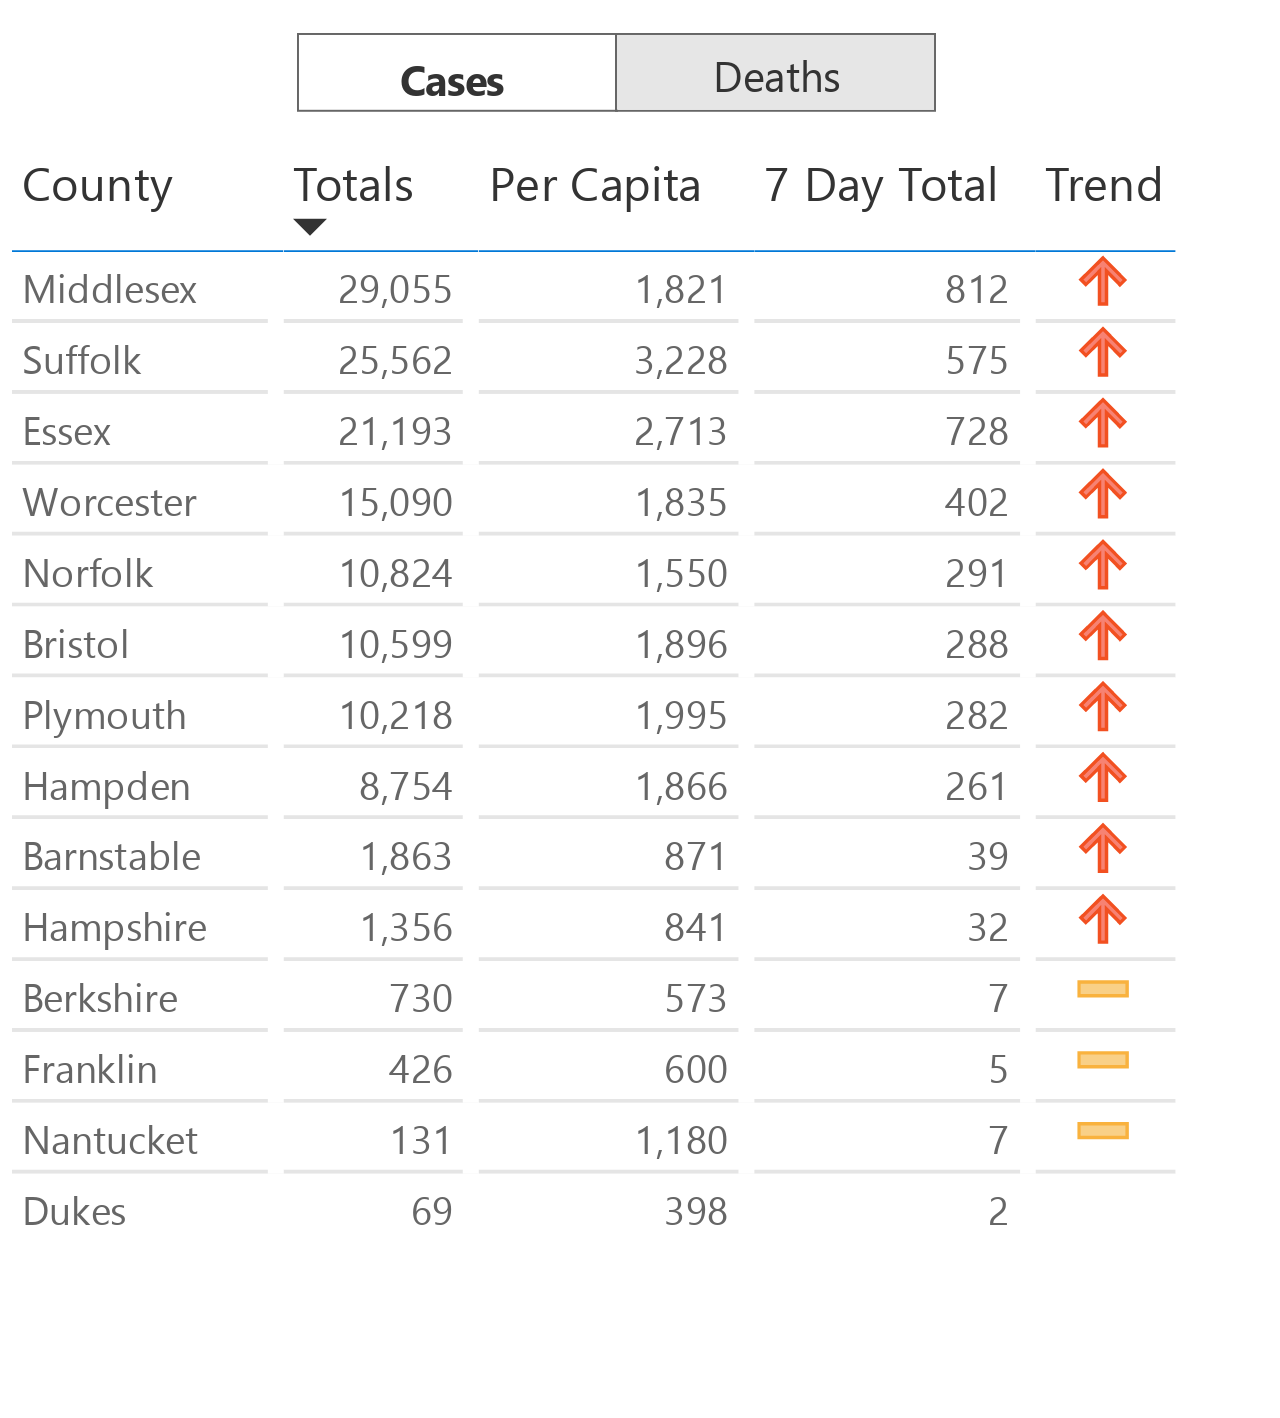 Cases Deaths
County Totals Per Capita 7 Day Total Trend
Middlesex 29,055 1,821 812
Suffolk 25,562 3,228 575
Essex 21,193 2,713 728
Worcester 15,090 1,835 402
Norfolk 10,824 1,550 291
Bristol 10,599 1,896 288
Plymouth 10,218 1,995 282
Hampden 8,754 1,866 261
Barnstable 1,863 871 39
Hampshire 1,356 841 32
Berkshire 730 573 7
Franklin 426 600 5
Nantucket 131 1,180 7
Dukes 69 398 2